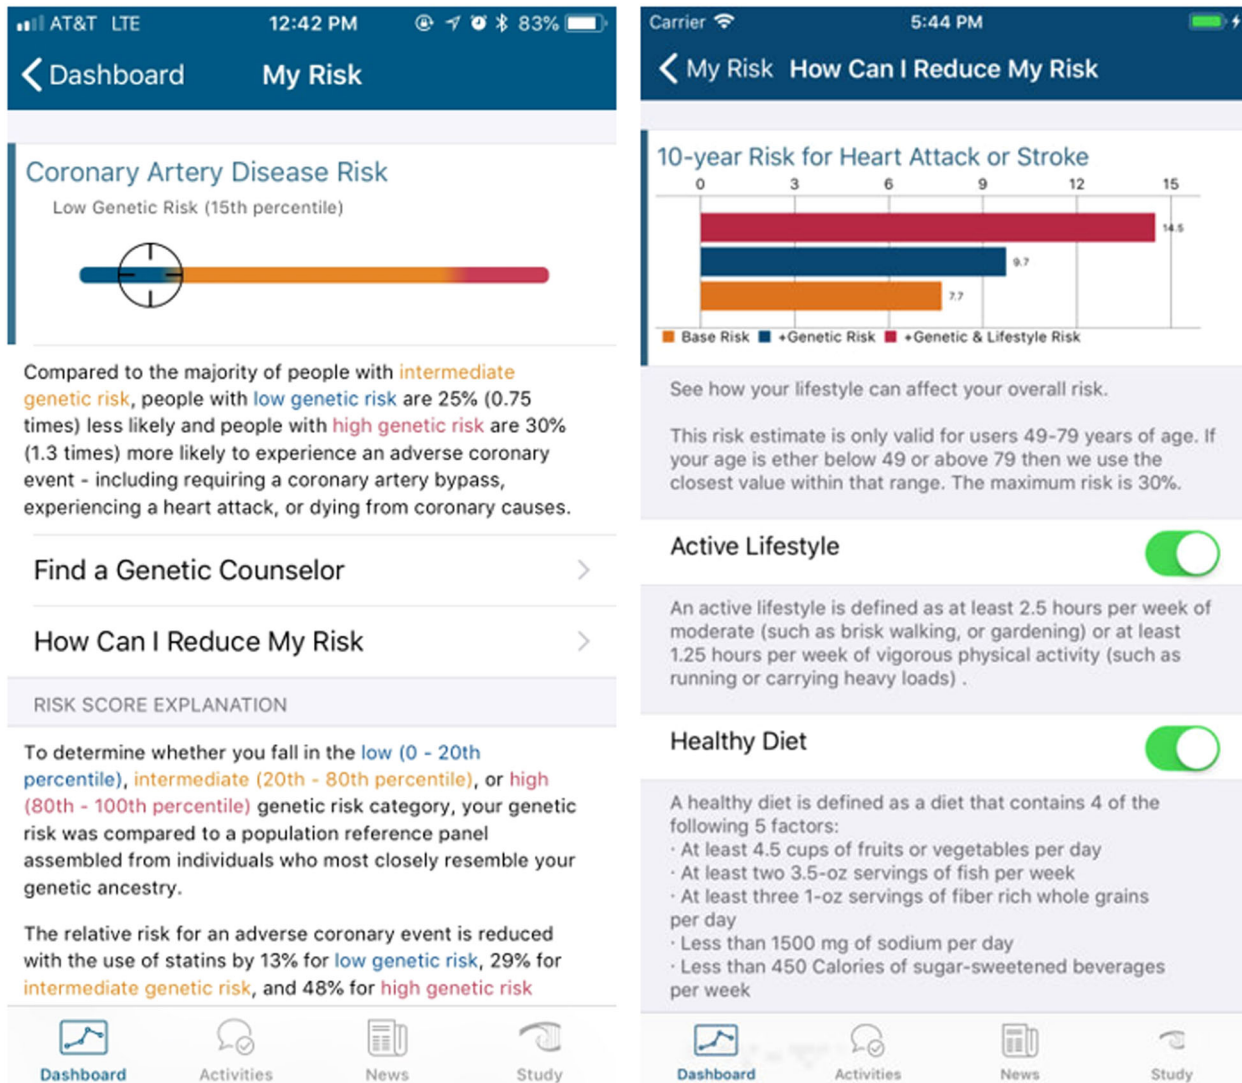 AT&T LTE 12:42 PM 83%
Dashboard My Risk
Coronary Artery Disease Risk
Low Genetic Risk (15th percentile)
Compared to the majority of people with intermediate
genetic risk, people with low genetic risk are 25% (0.75
times) less likely and people with high genetic risk are 30%
(1.3 times) more likely to experience an adverse coronary
event - including requiring a coronary artery bypass,
experiencing a heart attack, or dying from coronary causes.
Find a Genetic Counselor
How Can I Reduce My Risk
RISK SCORE EXPLANATION
To determine whether you fall in the low (0 - 20th
percentile), intermediate (20th - 80th percentile), or high
(80th - 100th percentile) genetic risk category, your genetic
risk was compared to a population reference panel
assembled from individuals who most closely resemble your
genetic ancestry.
The relative risk for an adverse coronary event is reduced
with the use of statins by 13% for low genetic risk, 29% for
intermediate genetic risk, and 48% for high genetic risk
Dashboard Activities News Study
Carrier 5:44 PM
My Risk How Can I Reduce My Risk
10-year Risk for Heart Attack or Stroke
0 3 6 9 12 15
14.5
9.7
7.7
Base Risk +Genetic Risk +Genetic & Lifestyle Risk
See how your lifestyle can affect your overall risk.
This risk estimate is only valid for users 49-79 years of age. If
your age is ether below 49 or above 79 then we use the
closest value within that range. The maximum risk is 30%.
Active Lifestyle
An active lifestyle is defined as at least 2.5 hours per week of
moderate (such as brisk walking, or gardening) or at least
1.25 hours per week of vigorous physical activity (such as
running or carrying heavy loads) .
Healthy Diet
A healthy diet is defined as a diet that contains 4 of the
following 5 factors:
· At least 4.5 cups of fruits or vegetables per day
· At least two 3.5-oz servings of fish per week
· At least three 1-oz servings of fiber rich whole grains
per day
· Less than 1500 mg of sodium per day
· Less than 450 Calories of sugar-sweetened beverages
per week
Dashboard Activities News Study